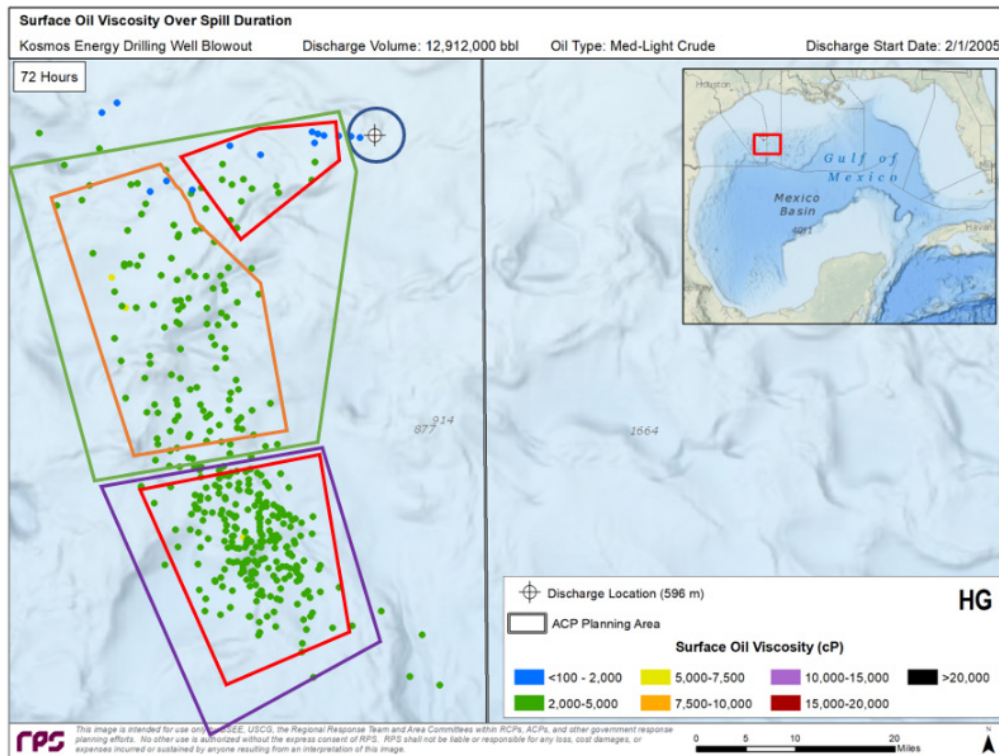 Surface Oil Viscosity Over Spill Duration
Kosmos Energy Drilling Well Blowout Discharge Volume: 12,912,000 bbl Oil Type: Med-Light Crude Discharge Start Date: 2/1/2005
72 Hours
Houston
Gulf of
Mexico
Mexico
Basin
Havana
914
877
1664
Discharge Location (596 m)
HG
ACP Planning Area
Surface Oil Viscosity (cP)
<100 - 2,000 5,000-7,500 10,000-15,000 >20,000
2,000-5,000 7,500-10,000 15,000-20,000
rps
This image is intended for use only by BSEE, USCG, the Regional Response Team and Area Committees within RCPs, ACPs, and other government response
planning efforts. No other use is authorized without the express consent of RPS. RPS shall not be liable or responsible for any loss, cost damages, or
expenses incurred or sustained by anyone resulting from an interpretation of this image.
0 5 10 20
Miles
N